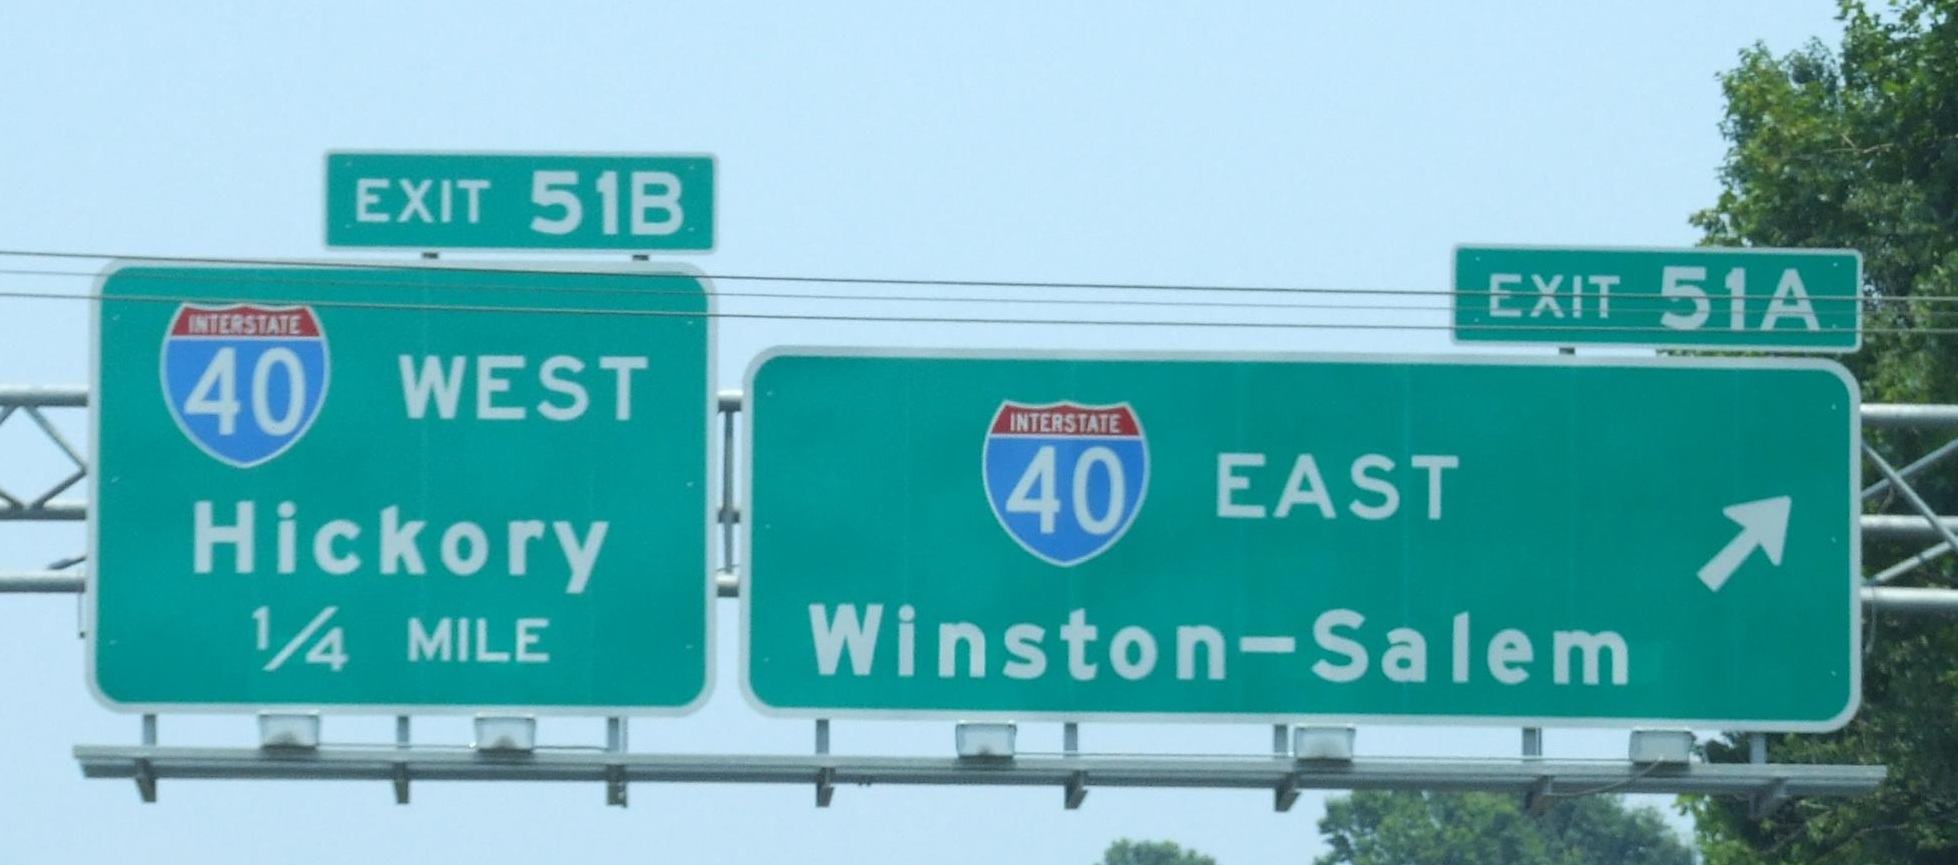 EXIT 51B
INTERSTATE
40 WEST
Hickory
1/4 MILE
EXIT 51A
INTERSTATE
40 EAST
Winston-Salem